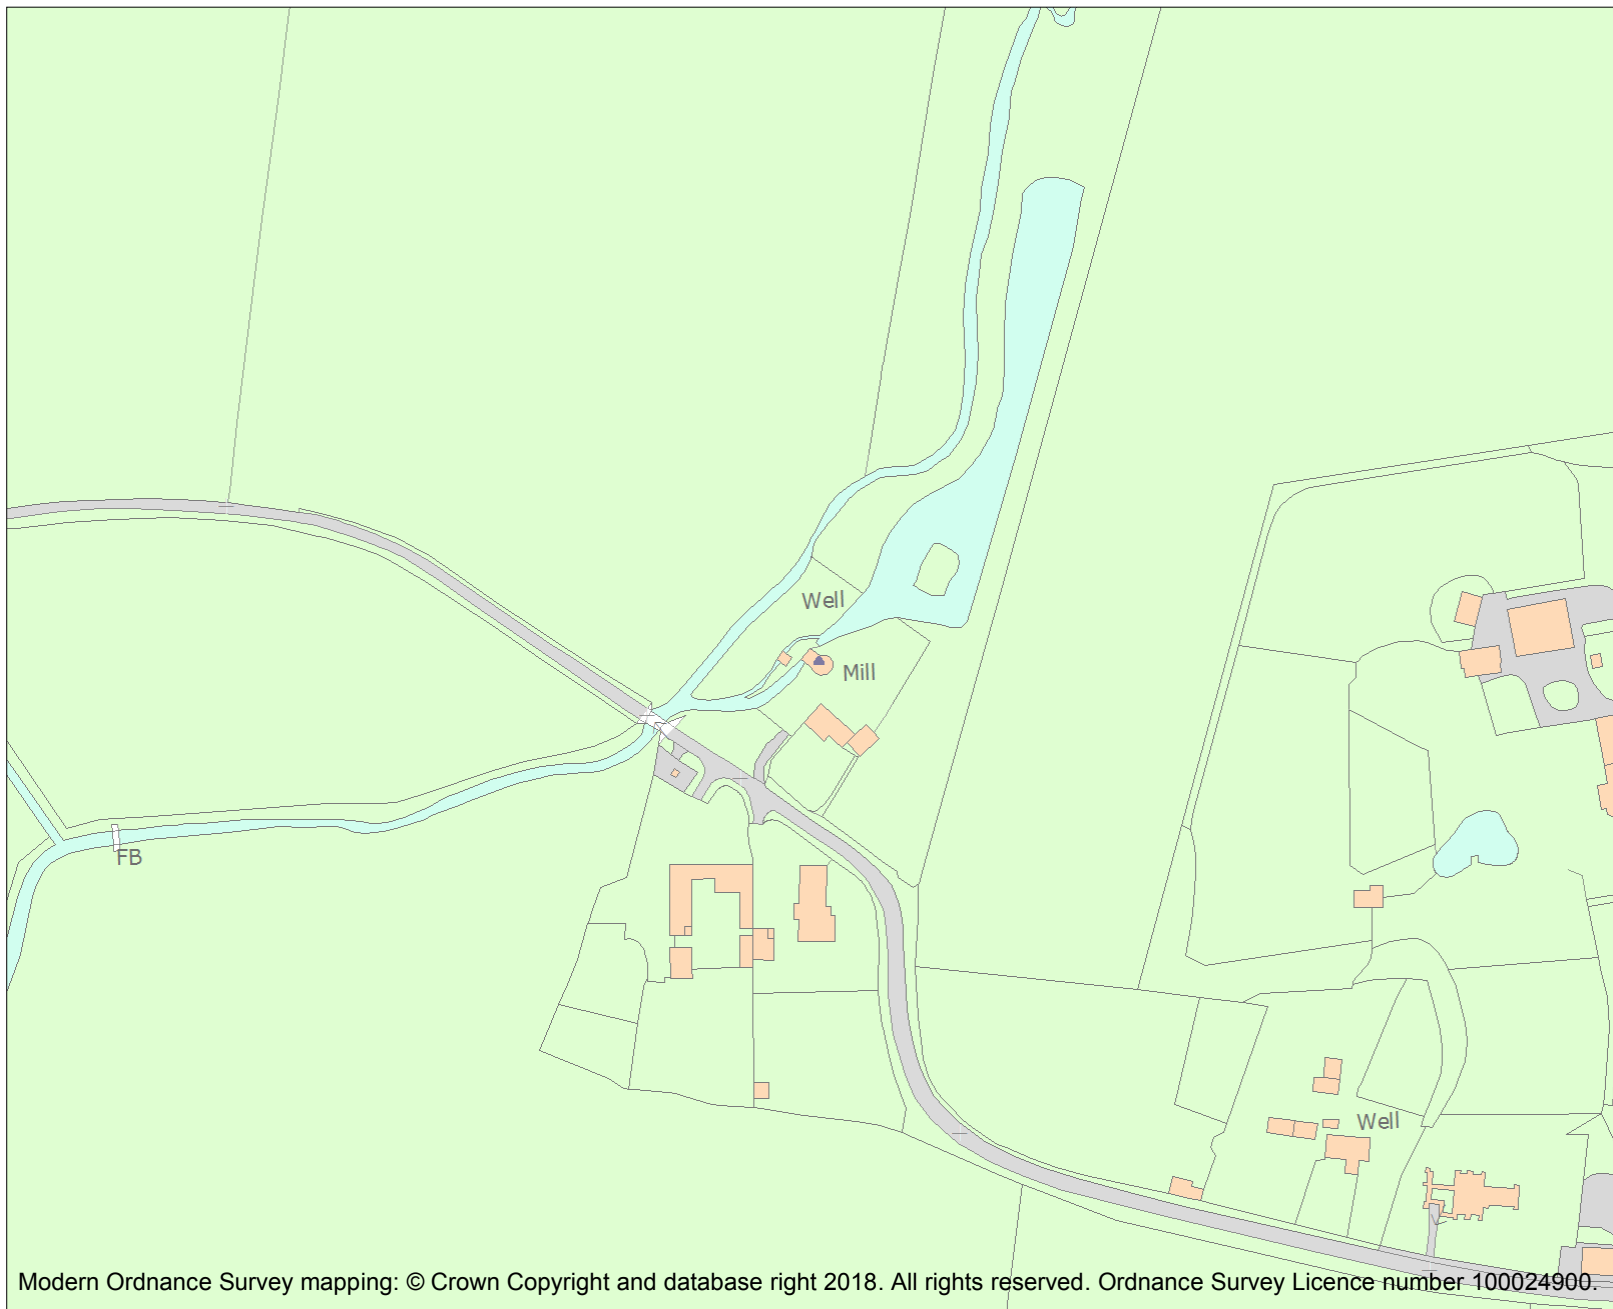 Well
Mill
FB
Well
Modern Ordnance Survey mapping: © Crown Copyright and database right 2018. All rights reserved. Ordnance Survey Licence number 100024900.